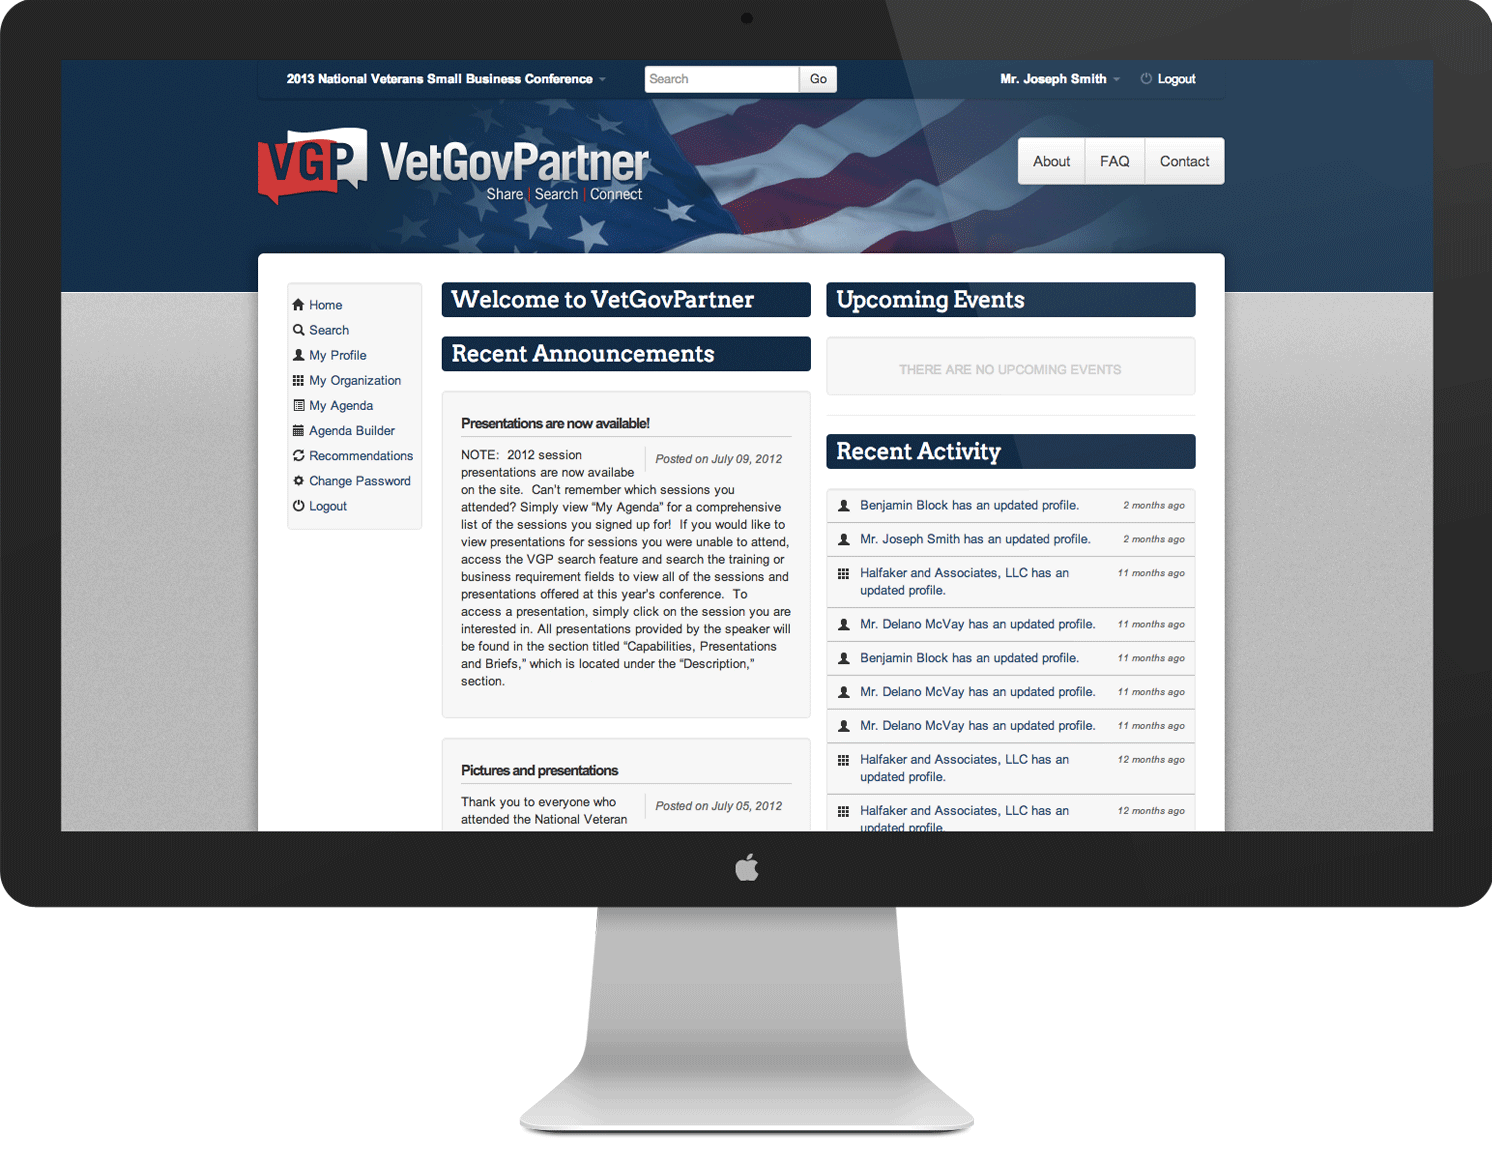 2013 National Veterans Small Business Conference
Search
Go
Mr. Joseph Smith
Logout
VGP
VetGovPartner
Share | Search | Connect
About
FAQ
Contact
Home
Search
My Profile
My Organization
My Agenda
Agenda Builder
Recommendations
Change Password
Logout
Welcome to VetGovPartner
Recent Announcements
Presentations are now available!
Posted on July 09, 2012
NOTE:  2012 session
presentations are now availabe
on the site.  Can't remember which sessions you
attended? Simply view “My Agenda” for a comprehensive
list of the sessions you signed up for!  If you would like to
view presentations for sessions you were unable to attend,
access the VGP search feature and search the training or
business requirement fields to view all of the sessions and
presentations offered at this year's conference.  To
access a presentation, simply click on the session you are
interested in. All presentations provided by the speaker will
be found in the section titled “Capabilities, Presentations
and Briefs,” which is located under the “Description,”
section.
Pictures and presentations
Posted on July 05, 2012
Thank you to everyone who
attended the National Veteran
Upcoming Events
THERE ARE NO UPCOMING EVENTS
Recent Activity
Benjamin Block has an updated profile.
2 months ago
Mr. Joseph Smith has an updated profile.
2 months ago
Halfaker and Associates, LLC has an
updated profile.
11 months ago
Mr. Delano McVay has an updated profile.
11 months ago
Benjamin Block has an updated profile.
11 months ago
Mr. Delano McVay has an updated profile.
11 months ago
Mr. Delano McVay has an updated profile.
11 months ago
Halfaker and Associates, LLC has an
updated profile.
12 months ago
Halfaker and Associates, LLC has an
updated profile.
12 months ago